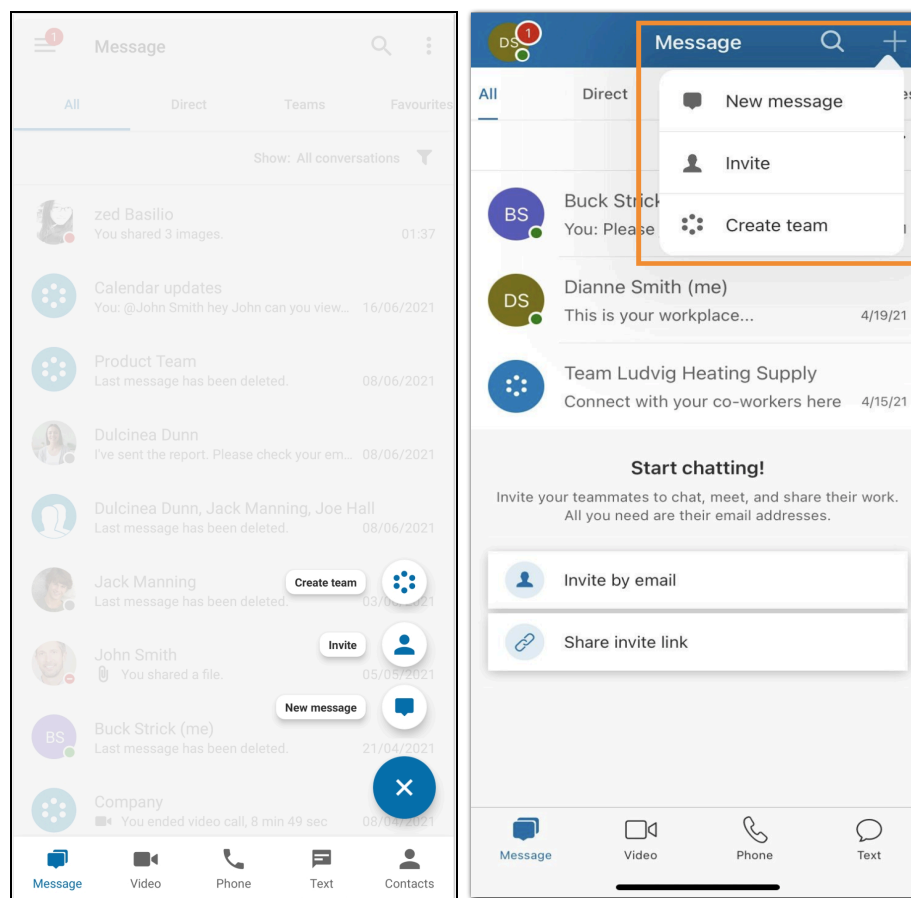 1
Message
All Direct Teams Favourites
Show: All conversations
zed Basilio
You shared 3 images. 01:37
Calendar updates
You: @John Smith hey John can you view... 16/06/2021
Product Team
Last message has been deleted. 08/06/2021
Dulcinea Dunn
I've sent the report. Please check your em... 08/06/2021
Dulcinea Dunn, Jack Manning, Joe Hall
Last message has been deleted. 08/06/2021
Jack Manning
Last message has been deleted.
Create team
Invite
John Smith
You shared a file. 05/05/2021
New message
BS
Buck Strick (me)
Last message has been deleted. 21/04/2021
Company
You ended video call, 8 min 49 sec 08/04/2021
Message Video Phone Text Contacts
DS 1
Message
All Direct
New message
Invite
Create team
BS
Buck Strick
You: Please
DS
Dianne Smith (me)
This is your workplace... 4/19/21
Team Ludvig Heating Supply
Connect with your co-workers here 4/15/21
Start chatting!
Invite your teammates to chat, meet, and share their work.
All you need are their email addresses.
Invite by email
Share invite link
Message Video Phone Text